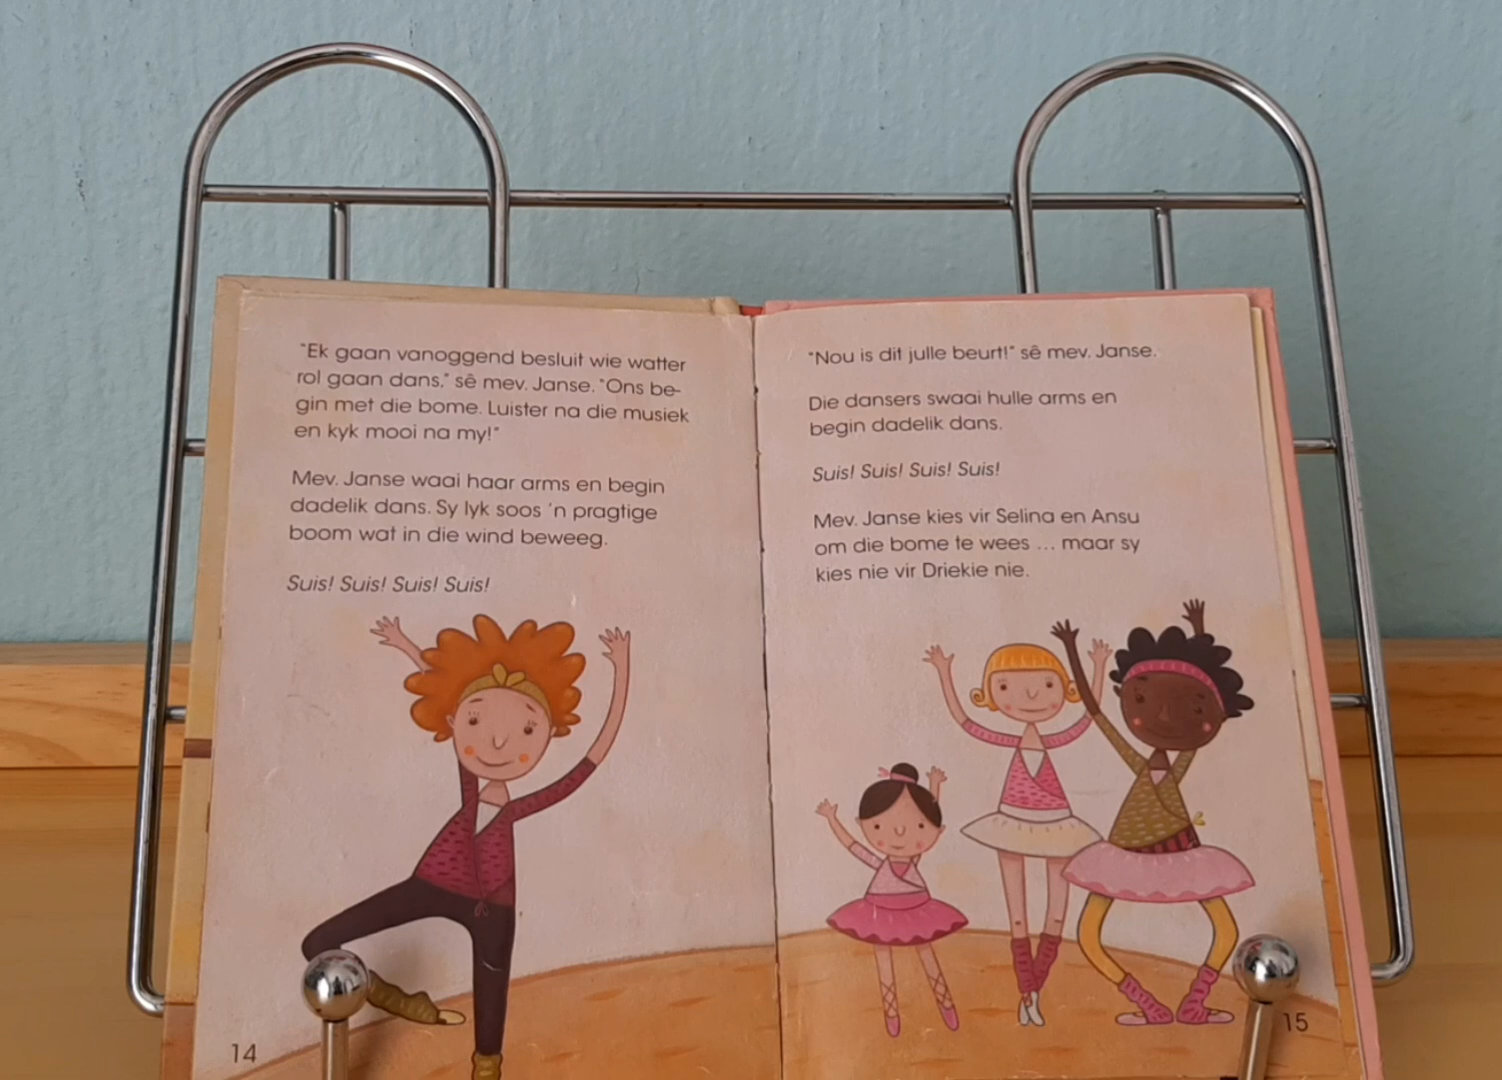 "Ek gaan vanoggend besluit wie watter
rol gaan dans," sê mev. Janse. "Ons be-
gin met die bome. Luister na die musiek
en kyk mooi na my!"
Mev. Janse waai haar arms en begin
dadelik dans. Sy lyk soos 'n pragtige
boom wat in die wind beweeg.
Suis! Suis! Suis! Suis!
14
"Nou is dit julle beurt!" sê mev. Janse.
Die dansers swaai hulle arms en
begin dadelik dans.
Suis! Suis! Suis! Suis!
Mev. Janse kies vir Selina en Ansu
om die bome te wees ... maar sy
kies nie vir Driekie nie.
15